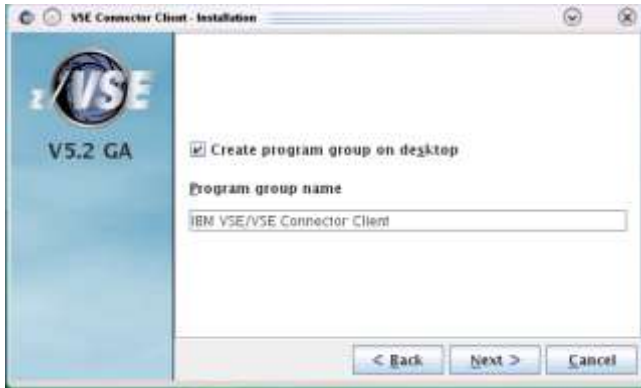 VSE Connector Client - Installation
z/VSE
V5.2 GA
Create program group on desktop
Program group name
IBM VSE/VSE Connector Client
< Back
Next >
Cancel